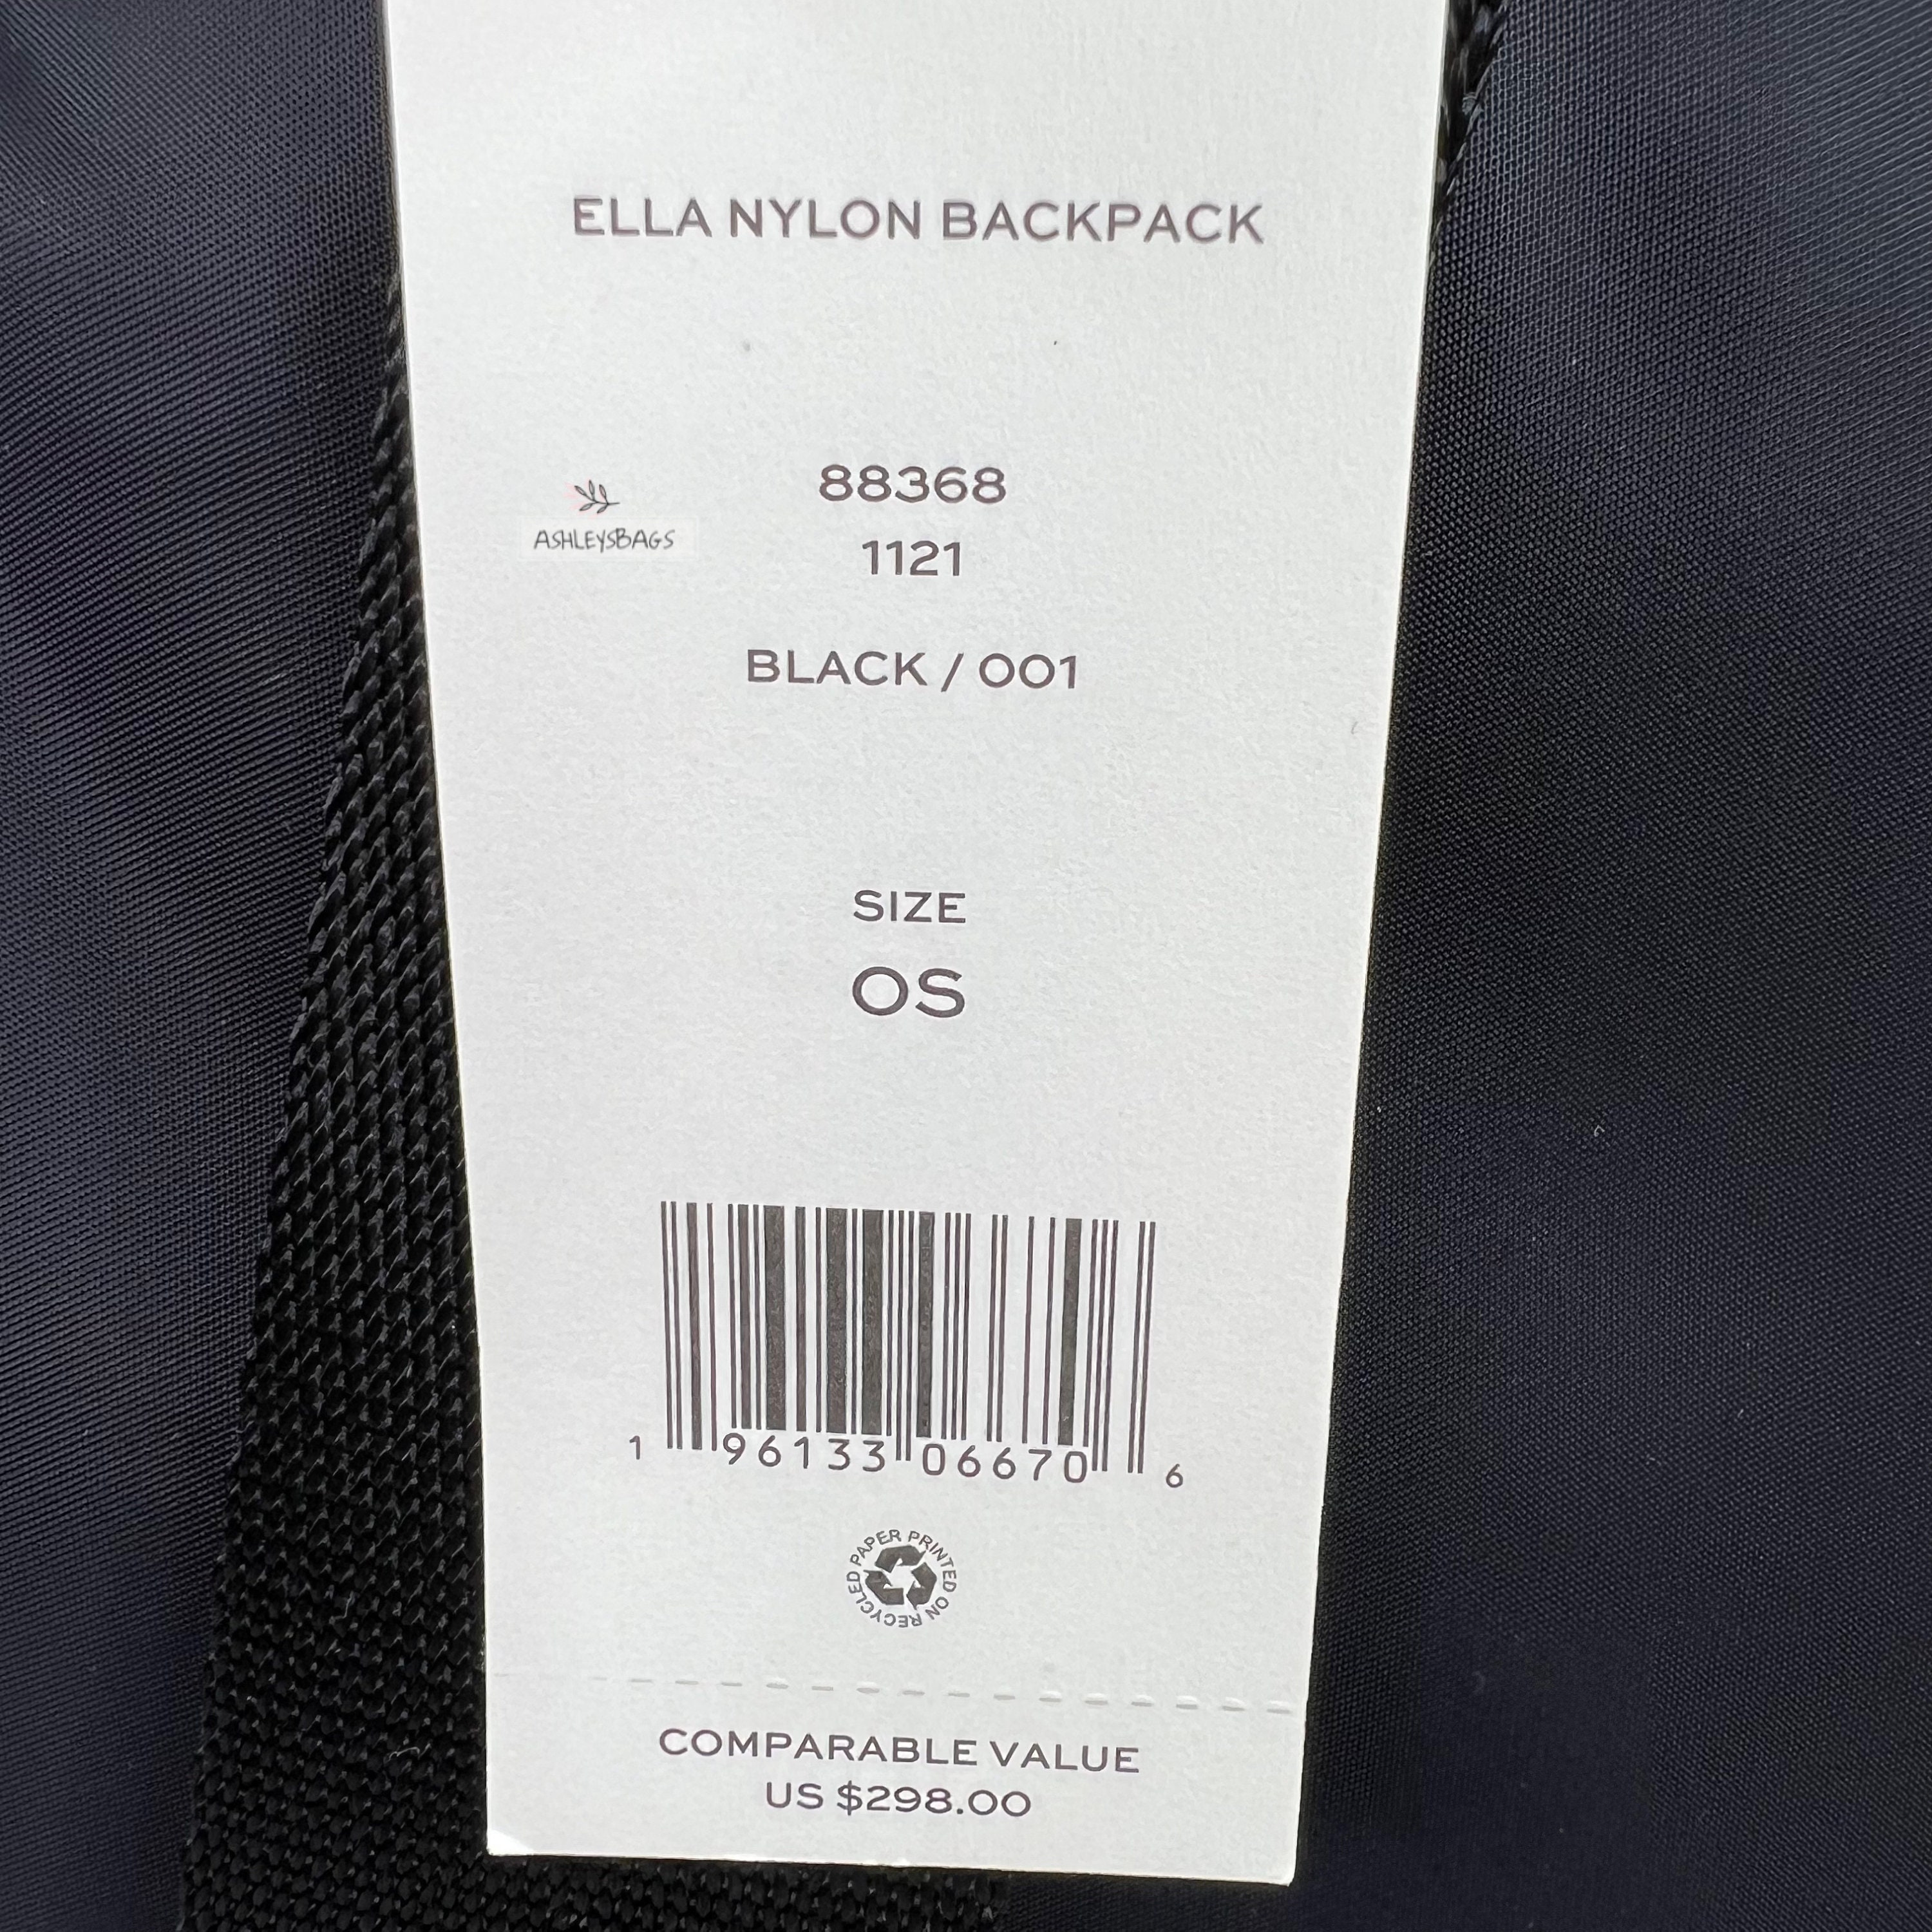 ELLA NYLON BACKPACK
88368
ASHLEYSBAGS
1121
BLACK / 001
SIZE
OS
1 96133 06670 6
PRINTED ON RECYCLED PAPER
COMPARABLE VALUE
US $298.00